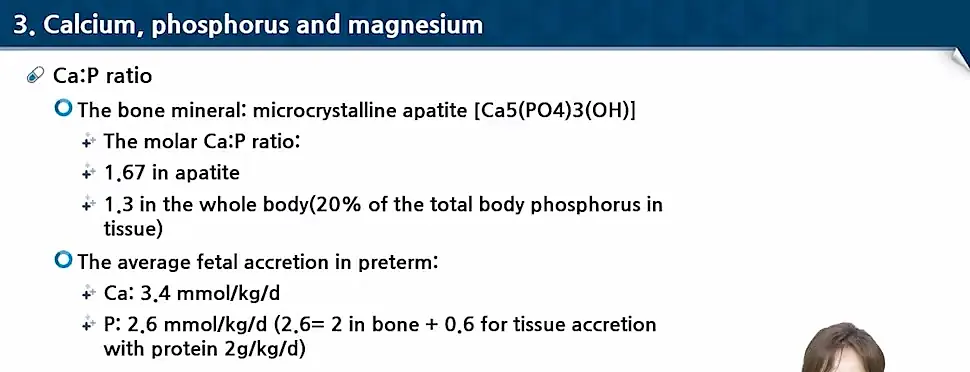 3. Calcium, phosphorus and magnesium
Ca:P ratio
The bone mineral: microcrystalline apatite [Ca5(PO4)3(OH)]
The molar Ca:P ratio:
1.67 in apatite
1.3 in the whole body(20% of the total body phosphorus in
tissue)
The average fetal accretion in preterm:
Ca: 3.4 mmol/kg/d
P: 2.6 mmol/kg/d (2.6= 2 in bone + 0.6 for tissue accretion
with protein 2g/kg/d)